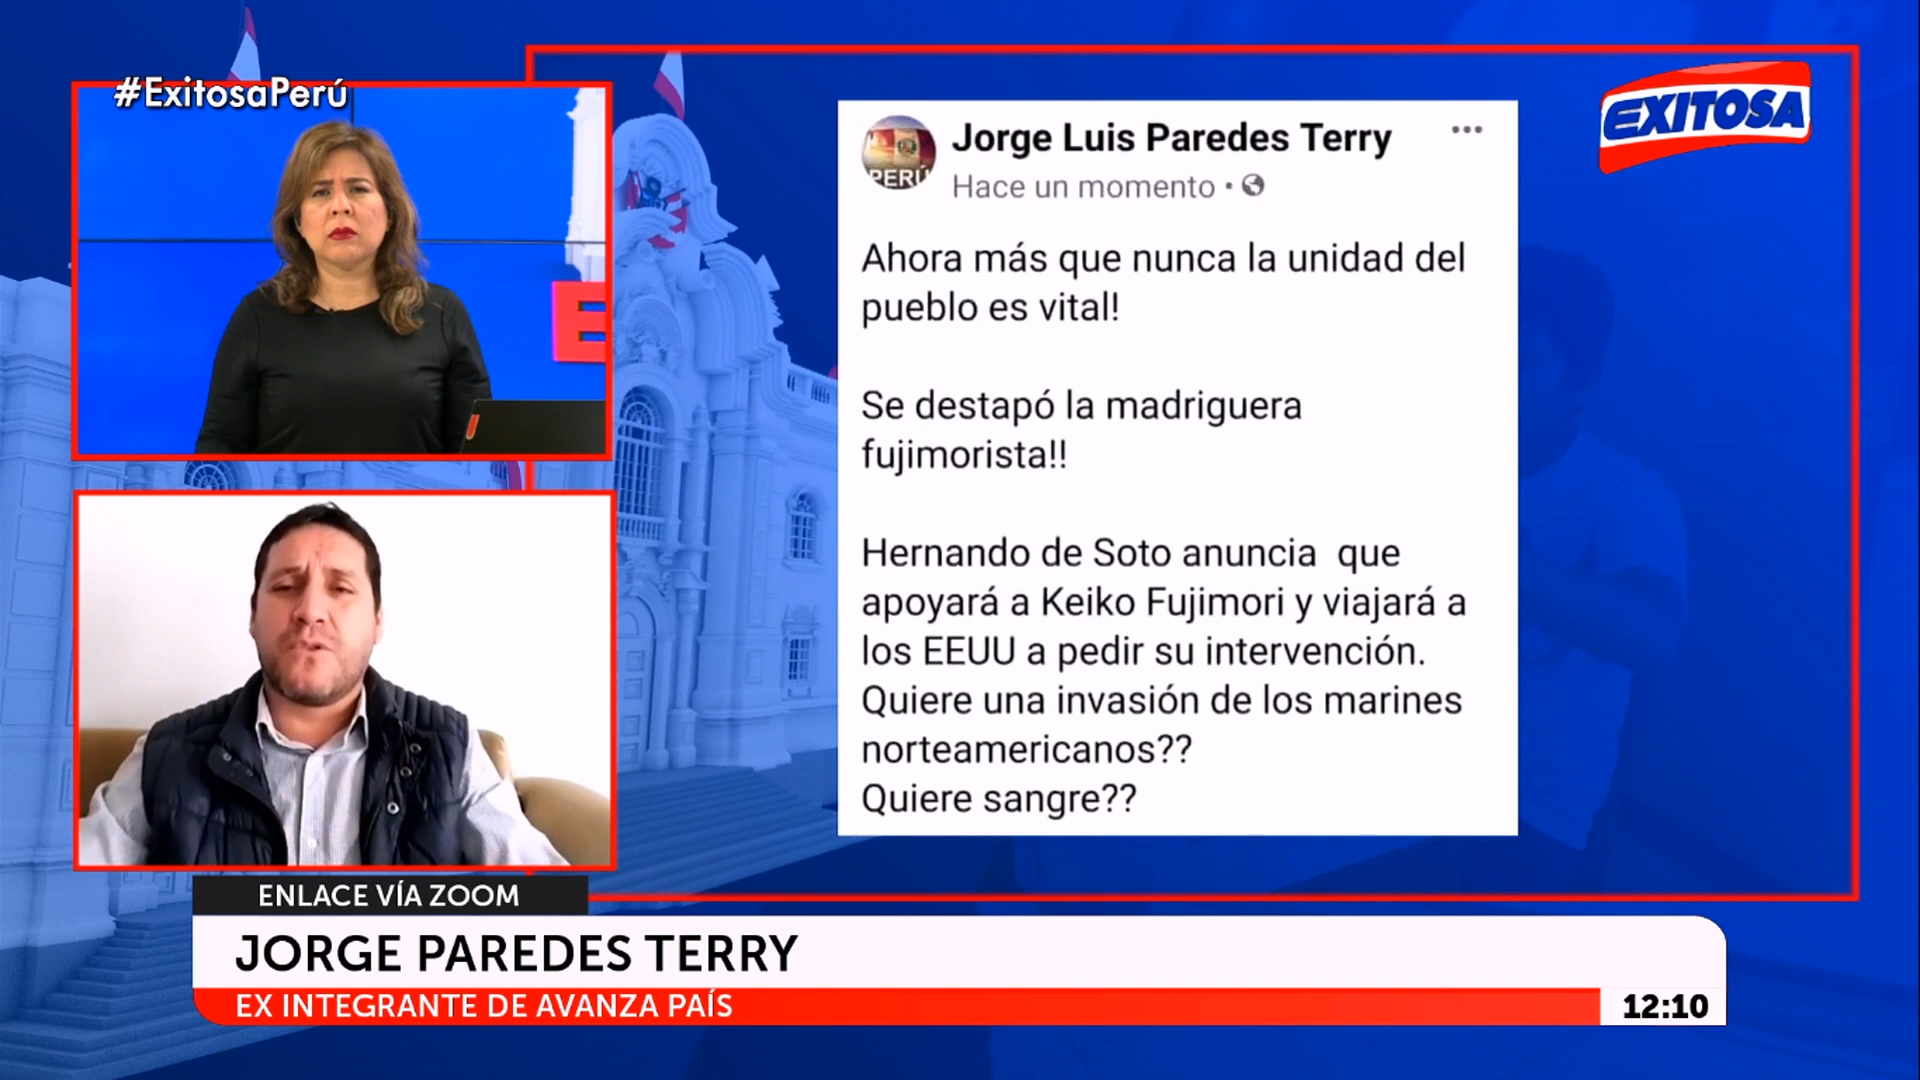 #ExitosaPerú
EXITOSA
E
PERÚ
Jorge Luis Paredes Terry
Hace un momento
Ahora más que nunca la unidad del
pueblo es vital!
Se destapó la madriguera
fujimorista!!
Hernando de Soto anuncia que
apoyará a Keiko Fujimori y viajará a
los EEUU a pedir su intervención.
Quiere una invasión de los marines
norteamericanos??
Quiere sangre??
ENLACE VÍA ZOOM
JORGE PAREDES TERRY
EX INTEGRANTE DE AVANZA PAÍS
12:10